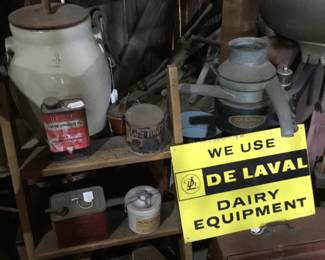 WE USE
DE LAVAL
DAIRY
EQUIPMENT